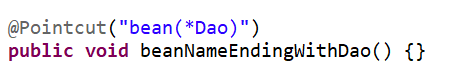 @Pointcut("bean(*Dao)")
public void beanNameEndingWithDao() {}